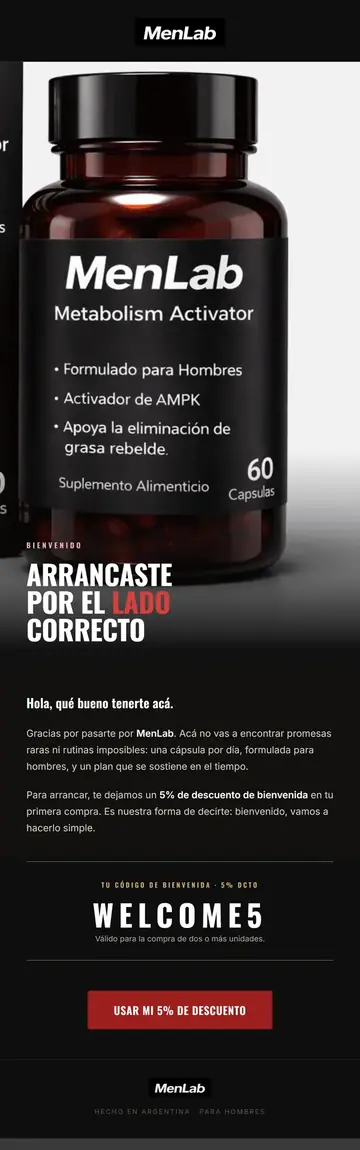 MenLab
or
s
MenLab
Metabolism Activator
• Formulado para Hombres
• Activador de AMPK
• Apoya la eliminación de
grasa rebelde.
60
Suplemento Alimenticio
Capsulas
s
BIENVENIDO
ARRANCASTE
POR EL LADO
CORRECTO
Hola, qué bueno tenerte acá.
Gracias por pasarte por MenLab. Acá no vas a encontrar promesas
raras ni rutinas imposibles: una cápsula por día, formulada para
hombres, y un plan que se sostiene en el tiempo.
Para arrancar, te dejamos un 5% de descuento de bienvenida en tu
primera compra. Es nuestra forma de decirte: bienvenido, vamos a
hacerlo simple.
TU CÓDIGO DE BIENVENIDA · 5% DCTO
WELCOME5
Válido para la compra de dos o más unidades.
USAR MI 5% DE DESCUENTO
MenLab
HECHO EN ARGENTINA · PARA HOMBRES